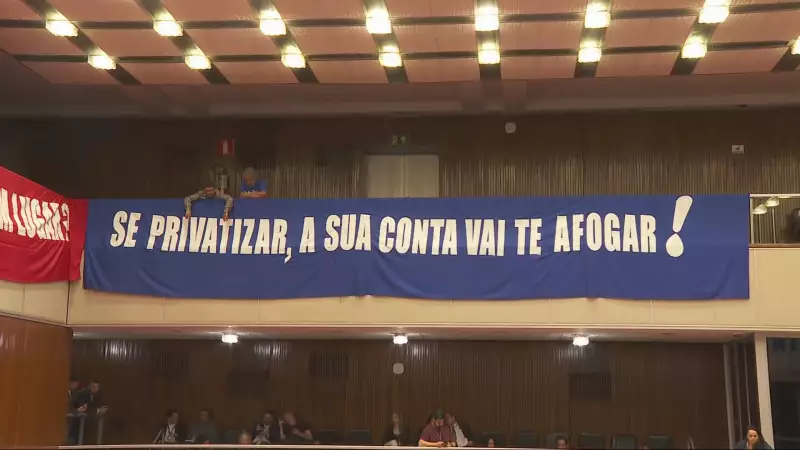 M LUGAR?
SE PRIVATIZAR, A SUA CONTA VAI TE AFOGAR!